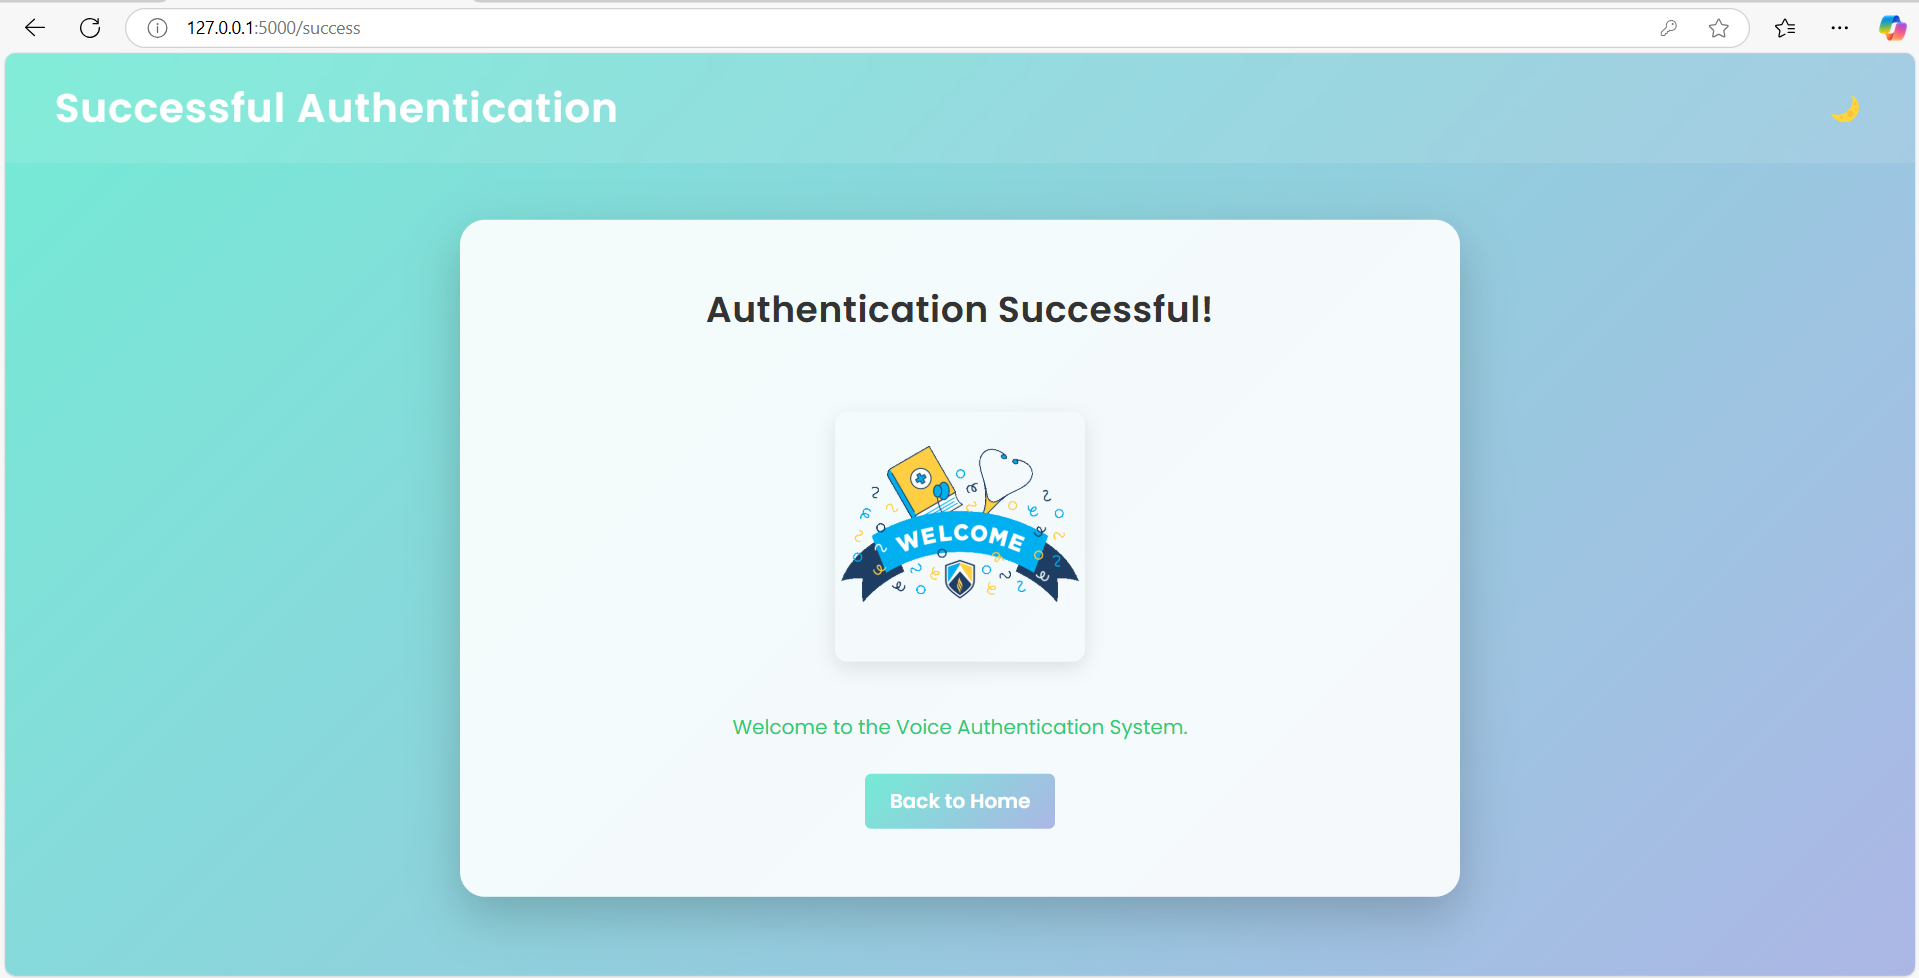 127.0.0.1:5000/success
Successful Authentication
Authentication Successful!
WELCOME
Welcome to the Voice Authentication System.
Back to Home